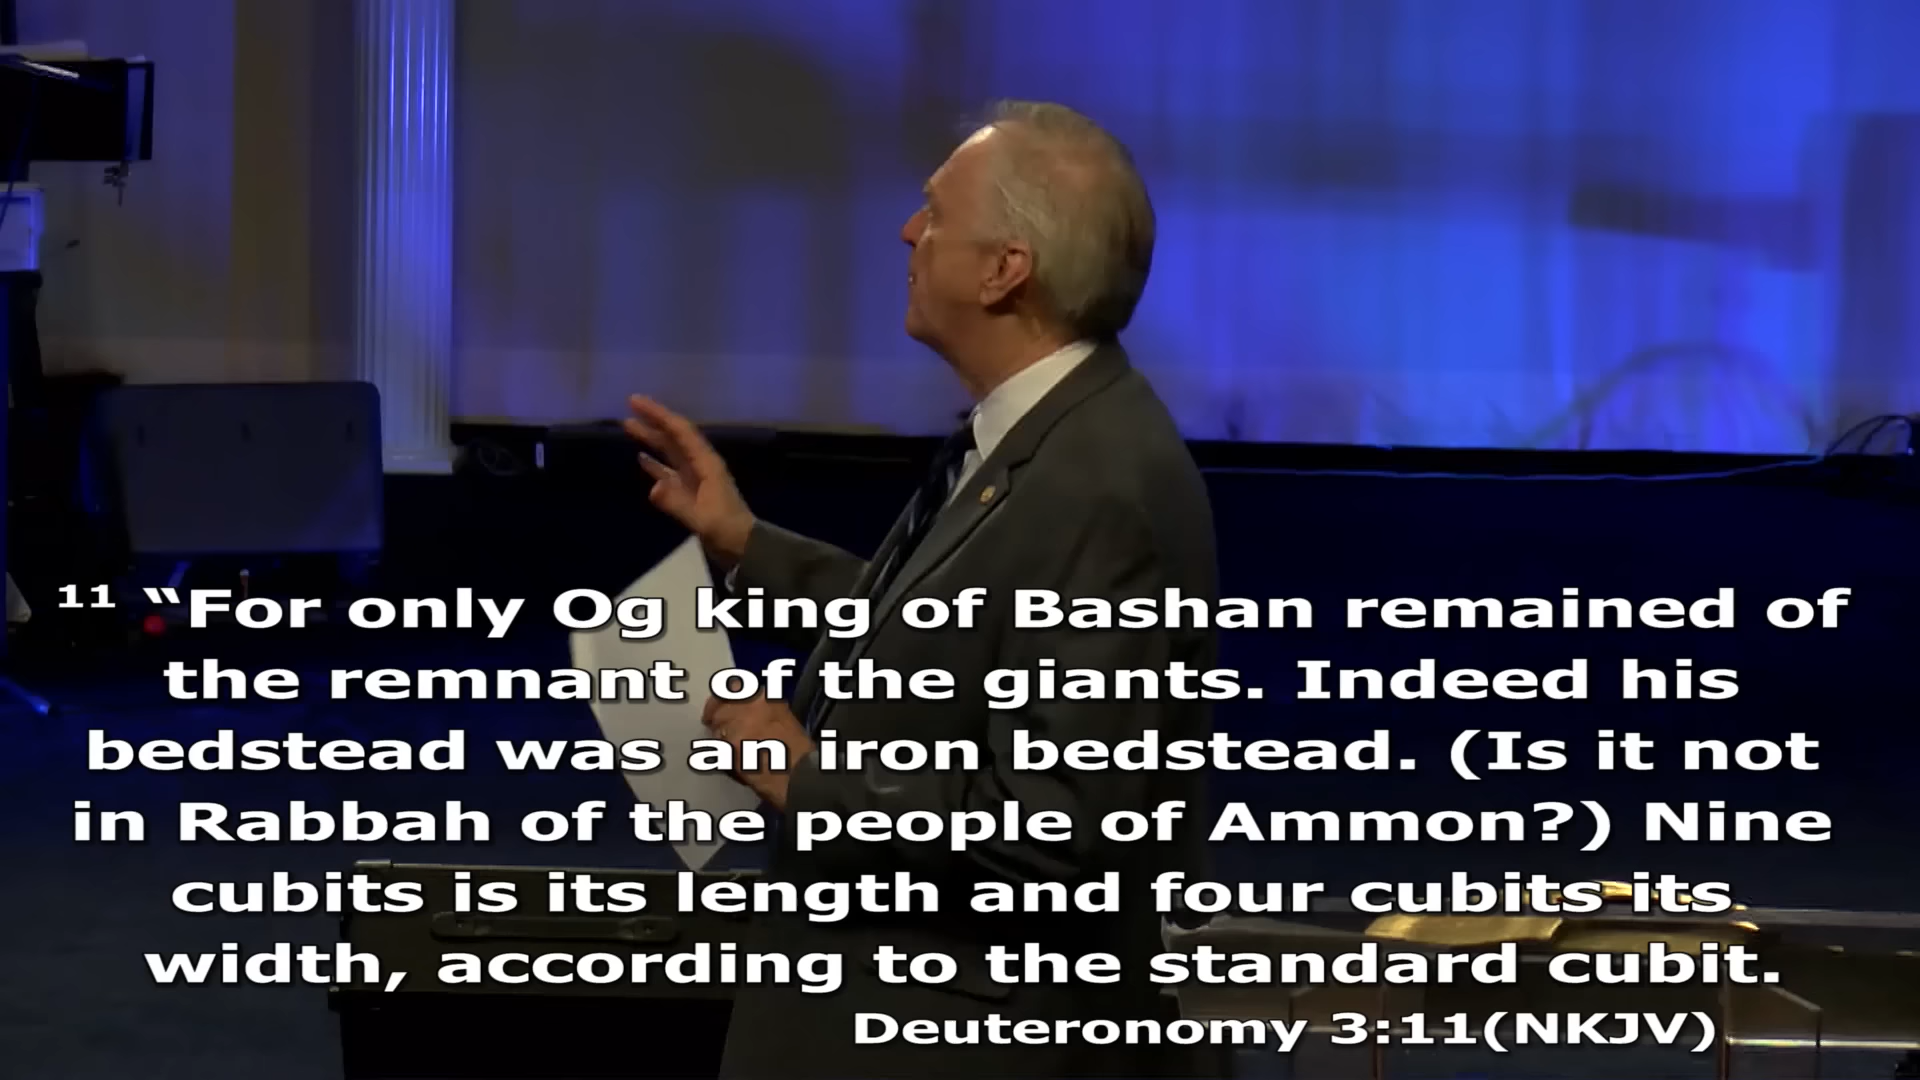 11 “For only Og king of Bashan remained of
the remnant of the giants. Indeed his
bedstead was an iron bedstead. (Is it not
in Rabbah of the people of Ammon?) Nine
cubits is its length and four cubits its
width, according to the standard cubit.
Deuteronomy 3:11(NKJV)